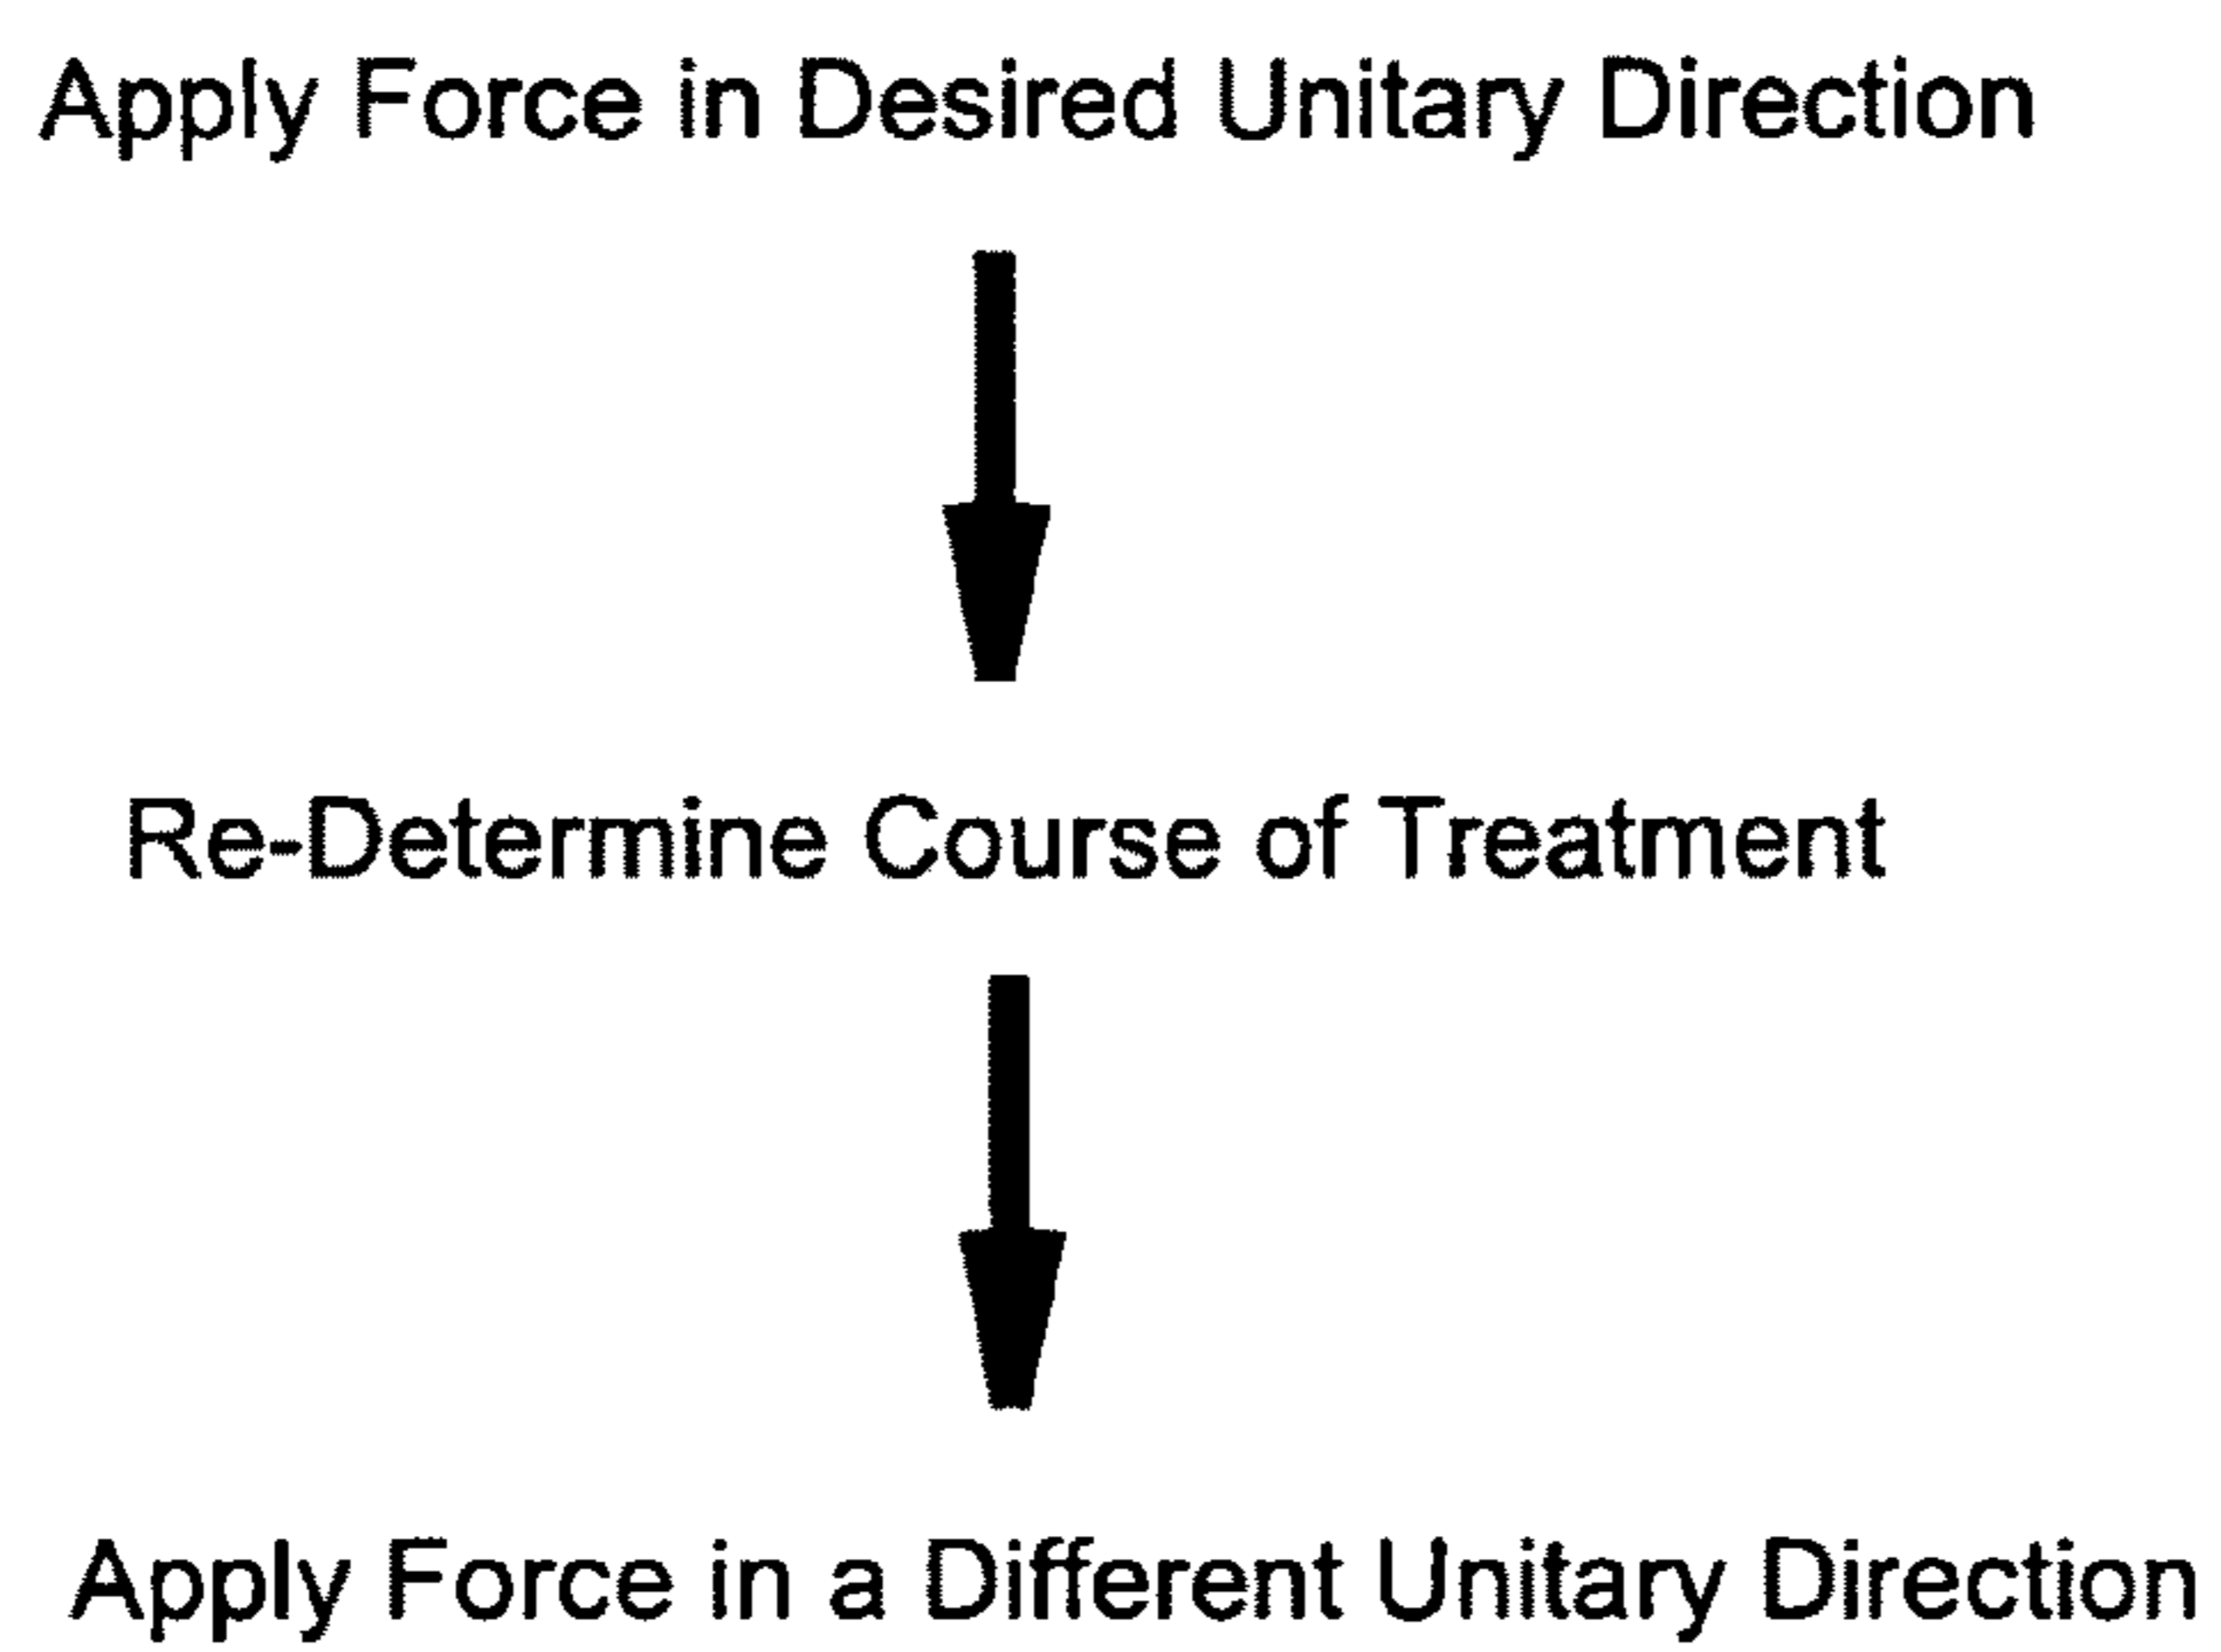 Apply Force in Desired Unitary Direction
Re-Determine Course of Treatment
Apply Force in a Different Unitary Direction